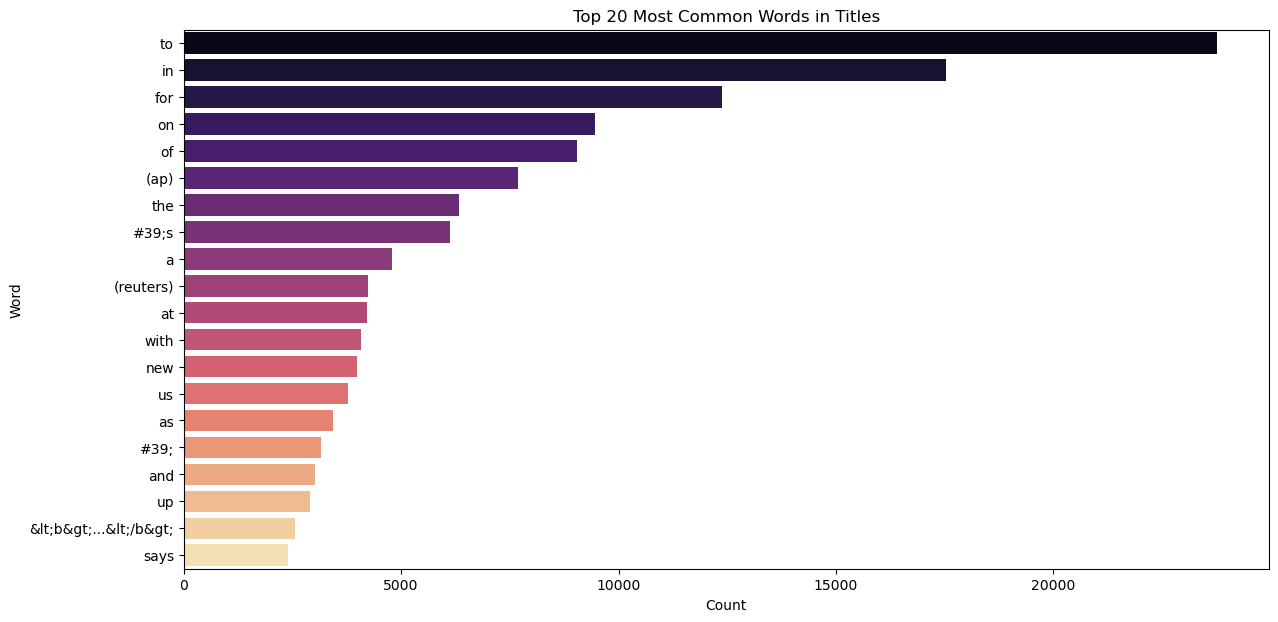 Top 20 Most Common Words in Titles
to
in
for
on
of
(ap)
the
#39;s
a
(reuters)
at
with
new
us
as
#39;
and
up
&lt;b&gt;...&lt;/b&gt;
says
Word
0 5000 10000 15000 20000
Count